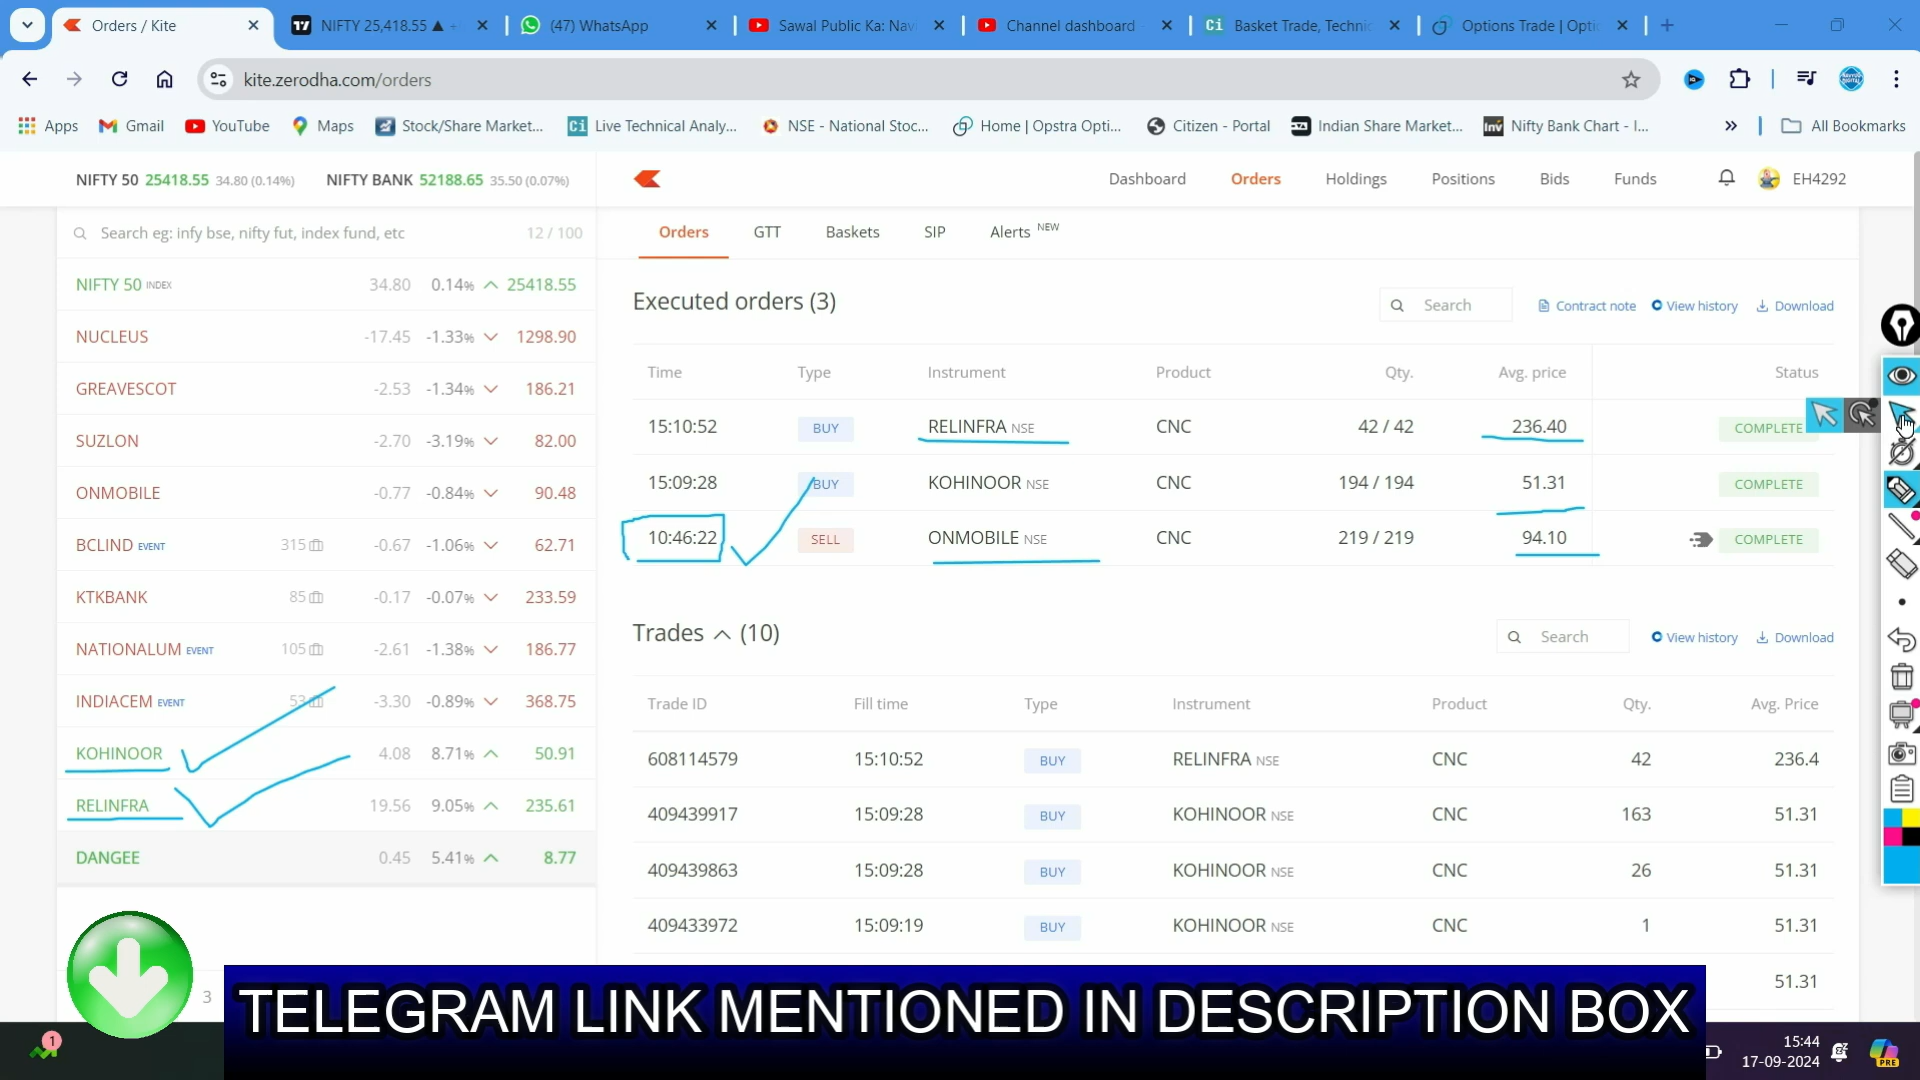 Orders / Kite
NIFTY 25,418.55 ▲
(47) WhatsApp
Sawal Public Ka: Nav
Channel dashboard
Basket Trade, Technic
Options Trade | Opti
kite.zerodha.com/orders
Apps
Gmail
YouTube
Maps
Stock/Share Market...
Live Technical Analy...
NSE - National Stoc...
Home | Opstra Opti...
Citizen - Portal
Indian Share Market...
Nifty Bank Chart - I...
All Bookmarks
NIFTY 50 25418.55 34.80 (0.14%)
NIFTY BANK 52188.65 35.50 (0.07%)
Dashboard
Orders
Holdings
Positions
Bids
Funds
EH4292
Search eg: infy bse, nifty fut, index fund, etc 12 / 100
NIFTY 50 INDEX 34.80 0.14% 25418.55
NUCLEUS -17.45 -1.33% 1298.90
GREAVESCOT -2.53 -1.34% 186.21
SUZLON -2.70 -3.19% 82.00
ONMOBILE -0.77 -0.84% 90.48
BCLIND EVENT 315 -0.67 -1.06% 62.71
KTKBANK 85 -0.17 -0.07% 233.59
NATIONALUM EVENT 105 -2.61 -1.38% 186.77
INDIACEM EVENT 53 -3.30 -0.89% 368.75
KOHINOOR 4.08 8.71% 50.91
RELINFRA 19.56 9.05% 235.61
DANGEE 0.45 5.41% 8.77
3
Orders GTT Baskets SIP Alerts NEW
Executed orders (3)
Search
Contract note
View history
Download
Time Type Instrument Product Qty. Avg. price Status
15:10:52 BUY RELINFRA NSE CNC 42 / 42 236.40 COMPLETE
15:09:28 BUY KOHINOOR NSE CNC 194 / 194 51.31 COMPLETE
10:46:22 SELL ONMOBILE NSE CNC 219 / 219 94.10 COMPLETE
Trades (10)
Search
View history
Download
Trade ID Fill time Type Instrument Product Qty. Avg. Price
608114579 15:10:52 BUY RELINFRA NSE CNC 42 236.4
409439917 15:09:28 BUY KOHINOOR NSE CNC 163 51.31
409439863 15:09:28 BUY KOHINOOR NSE CNC 26 51.31
409433972 15:09:19 BUY KOHINOOR NSE CNC 1 51.31
51.31
TELEGRAM LINK MENTIONED IN DESCRIPTION BOX
1
15:44
17-09-2024
PRE